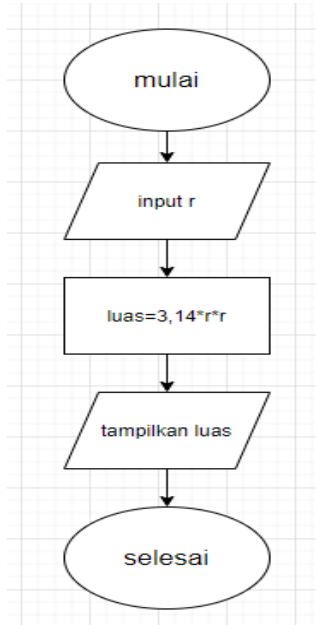 mulai
input r
luas=3,14*r*r
tampilkan luas
selesai